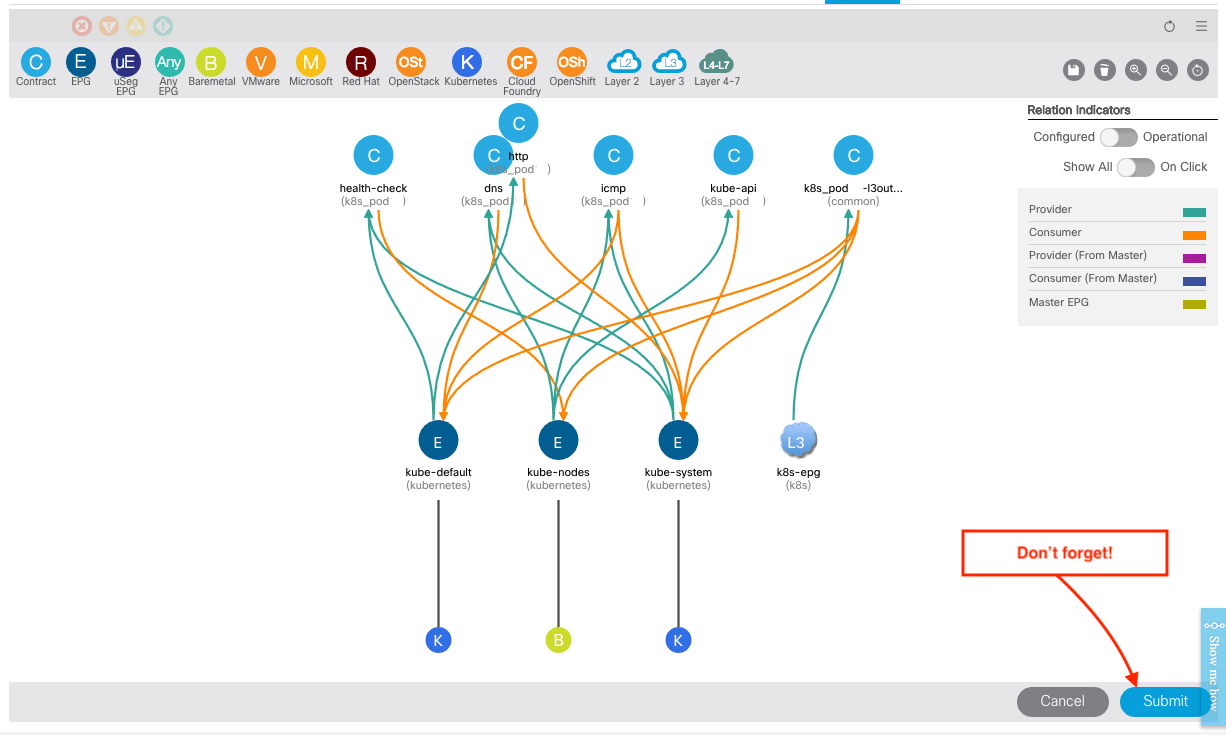 C E uE Any B V M R OSt K CF OSh L2 L3 L4-L7
Contract EPG uSeg EPG Any EPG Baremetal VMware Microsoft Red Hat OpenStack Kubernetes Cloud Foundry OpenShift Layer 2 Layer 3 Layer 4-7
Relation Indicators
Configured Operational
Show All On Click
Provider
Consumer
Provider (From Master)
Consumer (From Master)
Master EPG
C
http
(k8s_pod )
C C C C C
health-check dns icmp kube-api k8s_pod -l3out...
(k8s_pod ) (k8s_pod ) (k8s_pod ) (k8s_pod ) (common)
E E E L3
kube-default kube-nodes kube-system k8s-epg
(kubernetes) (kubernetes) (kubernetes) (k8s)
Don't forget!
K B K
Show me how
Cancel Submit